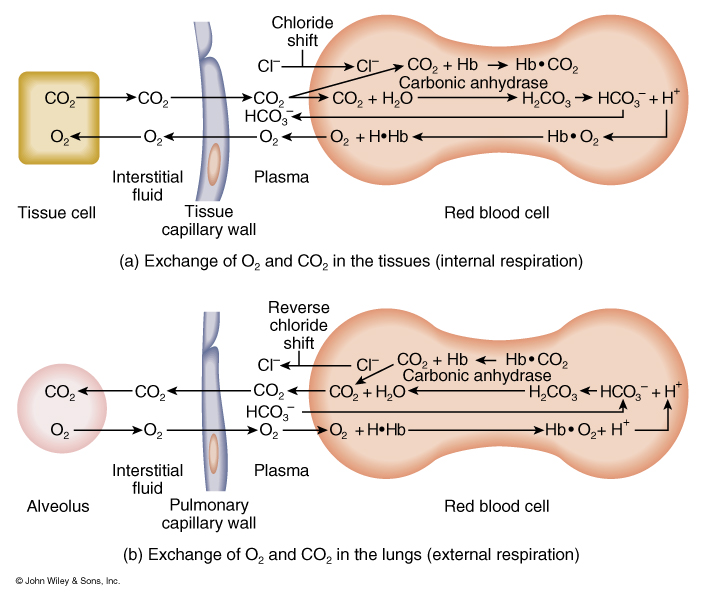 Chloride
shift
Cl⁻ Cl⁻ CO₂ + Hb Hb•CO₂
Carbonic anhydrase
CO₂ CO₂ CO₂ CO₂ + H₂O H₂CO₃ HCO₃⁻ + H⁺
HCO₃⁻
O₂ O₂ O₂ O₂ + H•Hb Hb•O₂
Interstitial
fluid
Plasma
Tissue cell
Tissue
capillary wall
Red blood cell
(a) Exchange of O₂ and CO₂ in the tissues (internal respiration)
Reverse
chloride
shift
Cl⁻ Cl⁻ CO₂ + Hb Hb•CO₂
Carbonic anhydrase
CO₂ CO₂ CO₂ CO₂ + H₂O H₂CO₃ HCO₃⁻ + H⁺
HCO₃⁻
O₂ O₂ O₂ O₂ + H•Hb Hb•O₂+ H⁺
Interstitial
fluid
Plasma
Alveolus
Pulmonary
capillary wall
Red blood cell
(b) Exchange of O₂ and CO₂ in the lungs (external respiration)
© John Wiley & Sons, Inc.